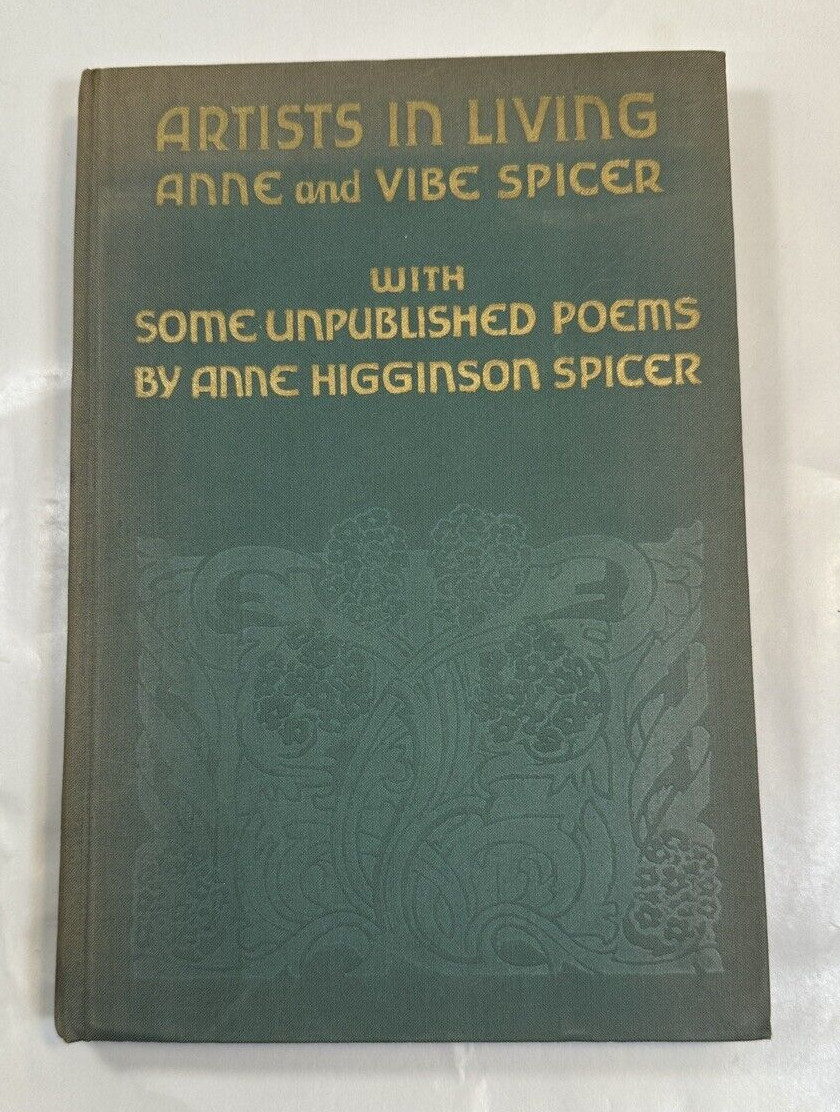 ARTISTS IN LIVING
ANNE and VIBE SPICER
WITH
SOME UNPUBLISHED POEMS
BY ANNE HIGGINSON SPICER